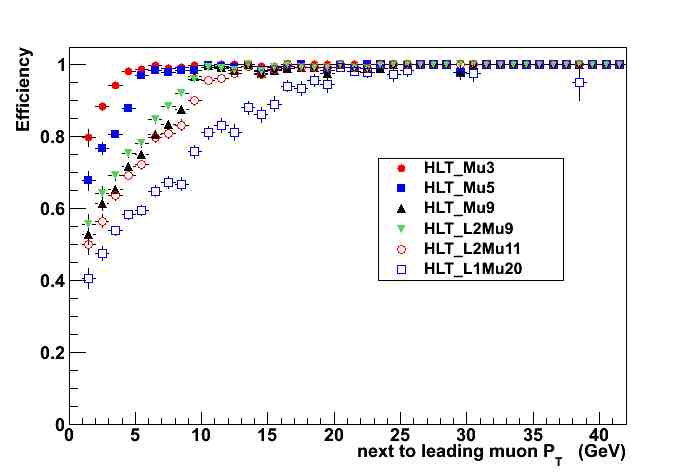 Efficiency
1
0.8
0.6
0.4
0.2
0
0 5 10 15 20 25 30 35 40
next to leading muon P_T (GeV)
HLT_Mu3
HLT_Mu5
HLT_Mu9
HLT_L2Mu9
HLT_L2Mu11
HLT_L1Mu20